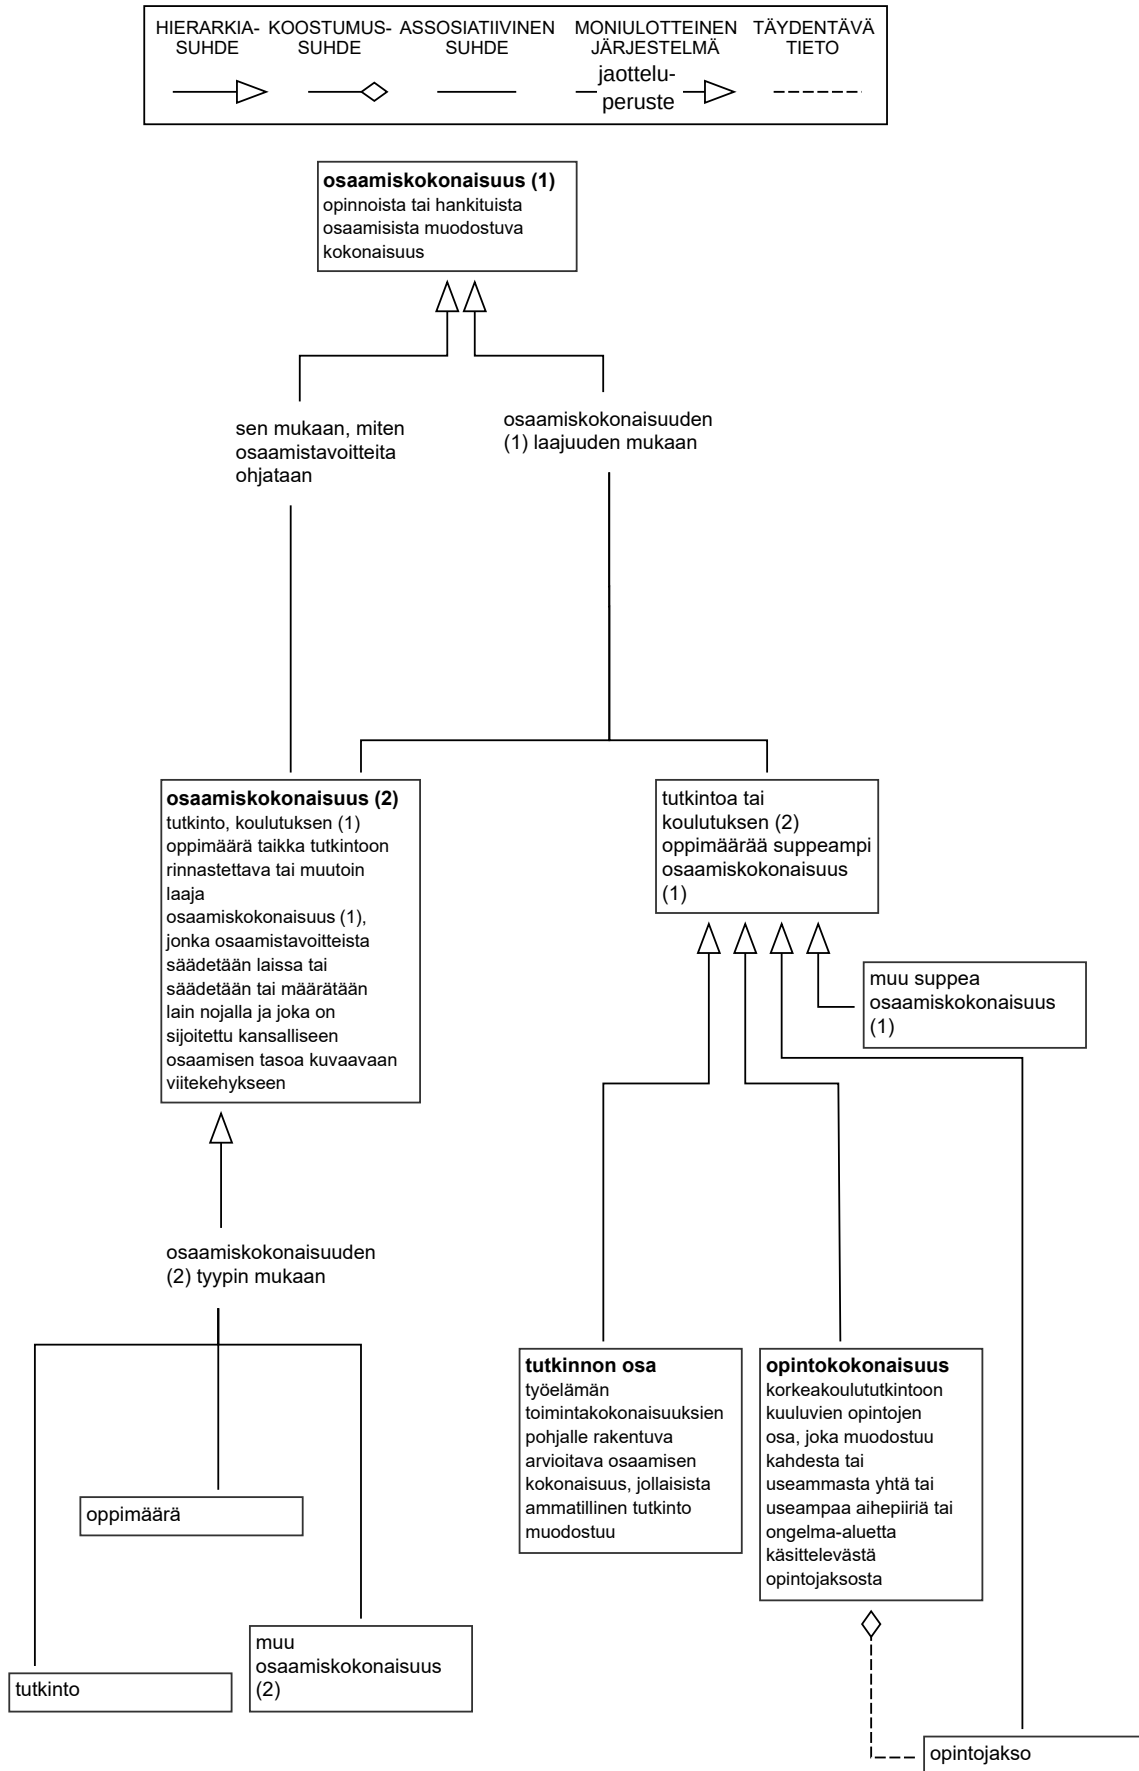 HIERARKIA-
SUHDE
KOOSTUMUS-
SUHDE
ASSOSIATIIVINEN
SUHDE
MONIULOTTEINEN
JÄRJESTELMÄ
jaottelu-
peruste
TÄYDENTÄVÄ
TIETO
osaamiskokonaisuus (1)
opinnoista tai hankituista
osaamisista muodostuva
kokonaisuus
sen mukaan, miten
osaamistavoitteita
ohjataan
osaamiskokonaisuuden
(1) laajuuden mukaan
osaamiskokonaisuus (2)
tutkinto, koulutuksen (1)
oppimäärä taikka tutkintoon
rinnastettava tai muutoin
laaja
osaamiskokonaisuus (1),
jonka osaamistavoitteista
säädetään laissa tai
säädetään tai määrätään
lain nojalla ja joka on
sijoitettu kansalliseen
osaamisen tasoa kuvaavaan
viitekehykseen
tutkintoa tai
koulutuksen (2)
oppimäärää suppeampi
osaamiskokonaisuus
(1)
muu suppea
osaamiskokonaisuus
(1)
osaamiskokonaisuuden
(2) tyypin mukaan
tutkinnon osa
työelämän
toimintakokonaisuuksien
pohjalle rakentuva
arvioitava osaamisen
kokonaisuus, jollaisista
ammatillinen tutkinto
muodostuu
opintokokonaisuus
korkeakoulututkintoon
kuuluvien opintojen
osa, joka muodostuu
kahdesta tai
useammasta yhtä tai
useampaa aihepiiriä tai
ongelma-aluetta
käsittelevästä
opintojaksosta
oppimäärä
muu
osaamiskokonaisuus
(2)
tutkinto
opintojakso